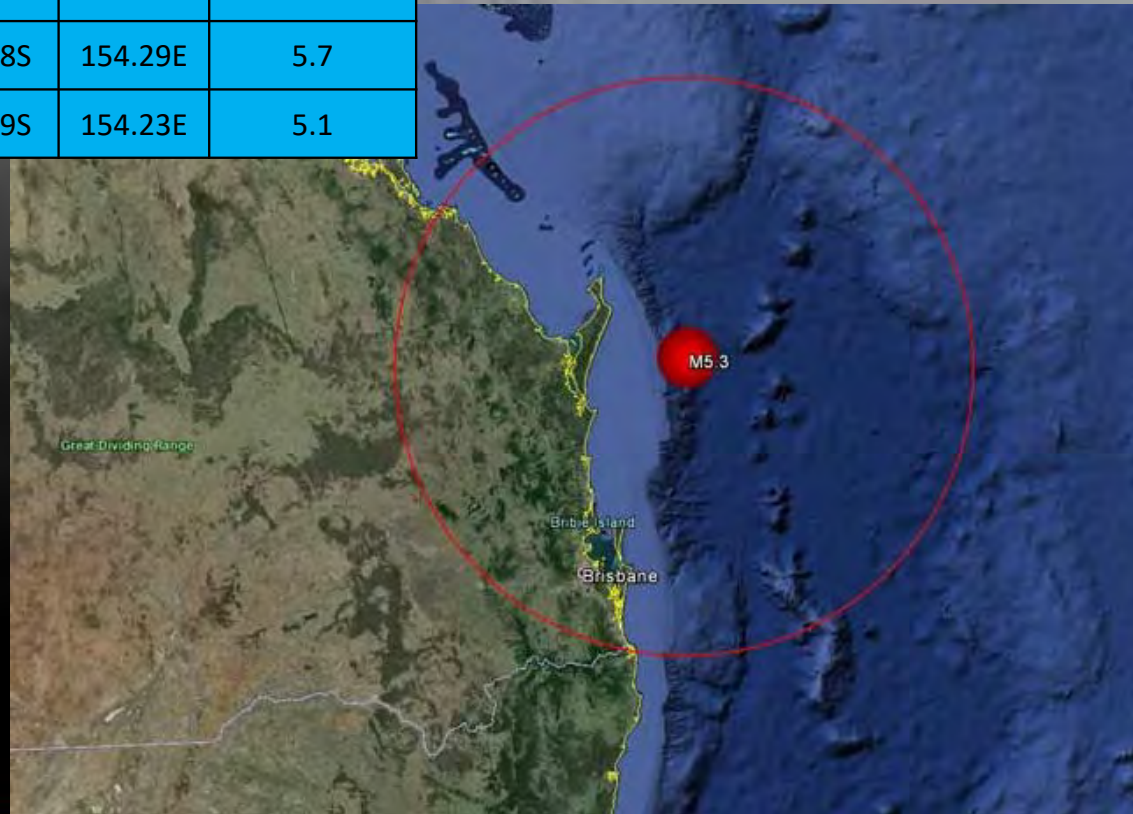 8S 154.29E 5.7
9S 154.23E 5.1
M5.3
Great Dividing Range
Bribie Island
Brisbane